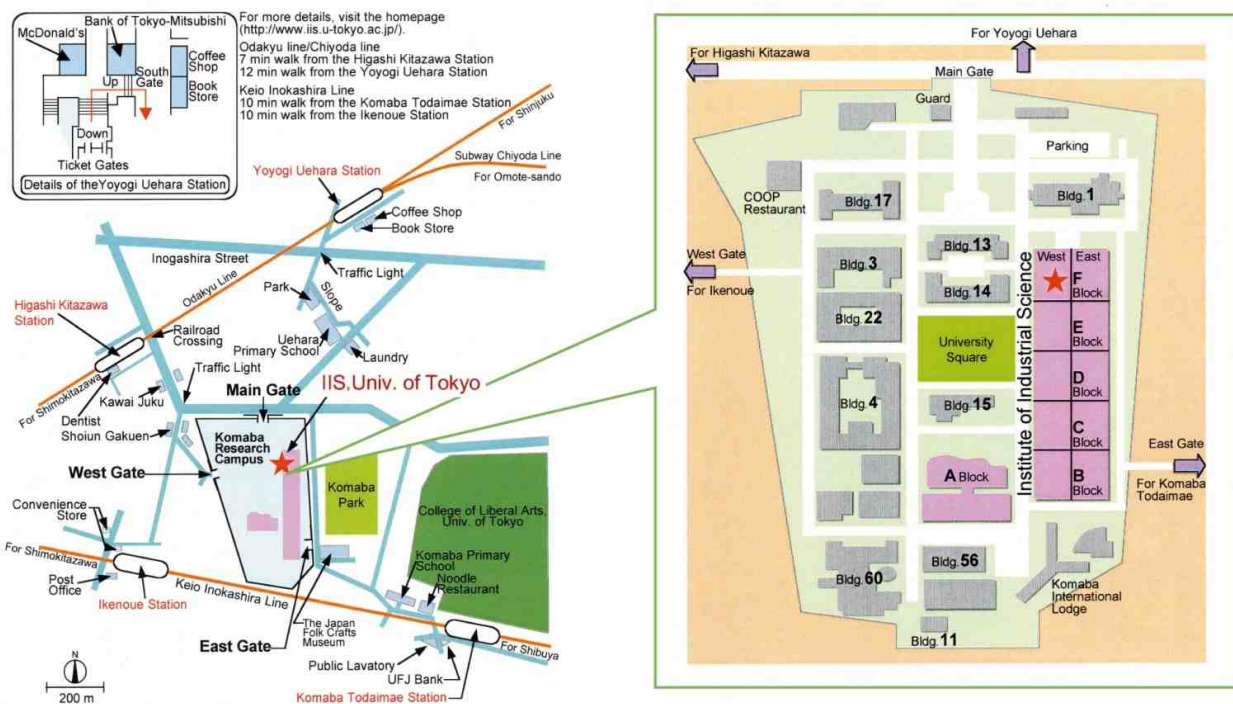 Bank of Tokyo-Mitsubishi
McDonald's
Coffee
Shop
South
Gate
Up
Book
Store
Down
Ticket Gates
Details of theYoyogi Uehara Station
For more details, visit the homepage
(http://www.iis.u-tokyo.ac.jp/).
Odakyu line/Chiyoda line
7 min walk from the Higashi Kitazawa Station
12 min walk from the Yoyogi Uehara Station
Keio Inokashira Line
10 min walk from the Komaba Todaimae Station
10 min walk from the Ikenoue Station
For Shinjuku
Subway Chiyoda Line
For Omote-sando
Yoyogi Uehara Station
Coffee Shop
Book Store
Inogashira Street
Traffic Light
Odakyu Line
Park
Slope
Higashi Kitazawa
Station
Railroad
Crossing
Uehara
Primary School
Laundry
Traffic Light
For Shimokitazawa
Kawai Juku
Dentist
Shoiun Gakuen
Main Gate
IIS,Univ. of Tokyo
Komaba
Research
Campus
West Gate
Komaba
Park
College of Liberal Arts,
Univ. of Tokyo
Convenience
Store
For Shimokitazawa
Post
Office
Ikenoue Station
Keio Inokashira Line
Komaba Primary
School
Noodle
Restaurant
The Japan
Folk Crafts
Museum
East Gate
For Shibuya
Public Lavatory
UFJ Bank
Komaba Todaimae Station
N
200 m
For Yoyogi Uehara
For Higashi Kitazawa
Main Gate
Guard
Parking
COOP
Restaurant
Bldg.17
Bldg.1
Bldg.13
West Gate
For Ikenoue
Bldg.3
Bldg.14
West
East
F
Block
Bldg.22
University
Square
E
Block
Institute of Industrial Science
D
Block
Bldg.4
Bldg.15
C
Block
East Gate
For Komaba
Todaimae
A Block
B
Block
Bldg.60
Bldg.56
Komaba
International
Lodge
Bldg.11